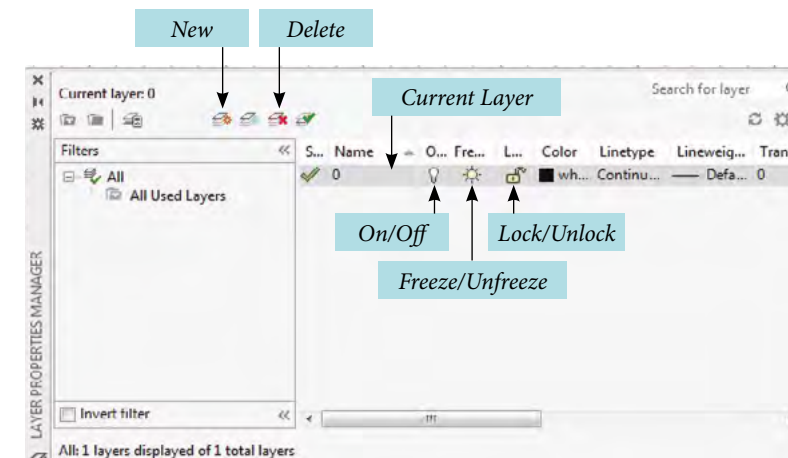 New Delete
Current layer: 0
Search for layer
Current Layer
Filters
S... Name O... Fre... L... Color Linetype Lineweig... Tran
All
0 wh... Continu... Defa... 0
All Used Layers
On/Off Lock/Unlock
Freeze/Unfreeze
LAYER PROPERTIES MANAGER
Invert filter
All: 1 layers displayed of 1 total layers